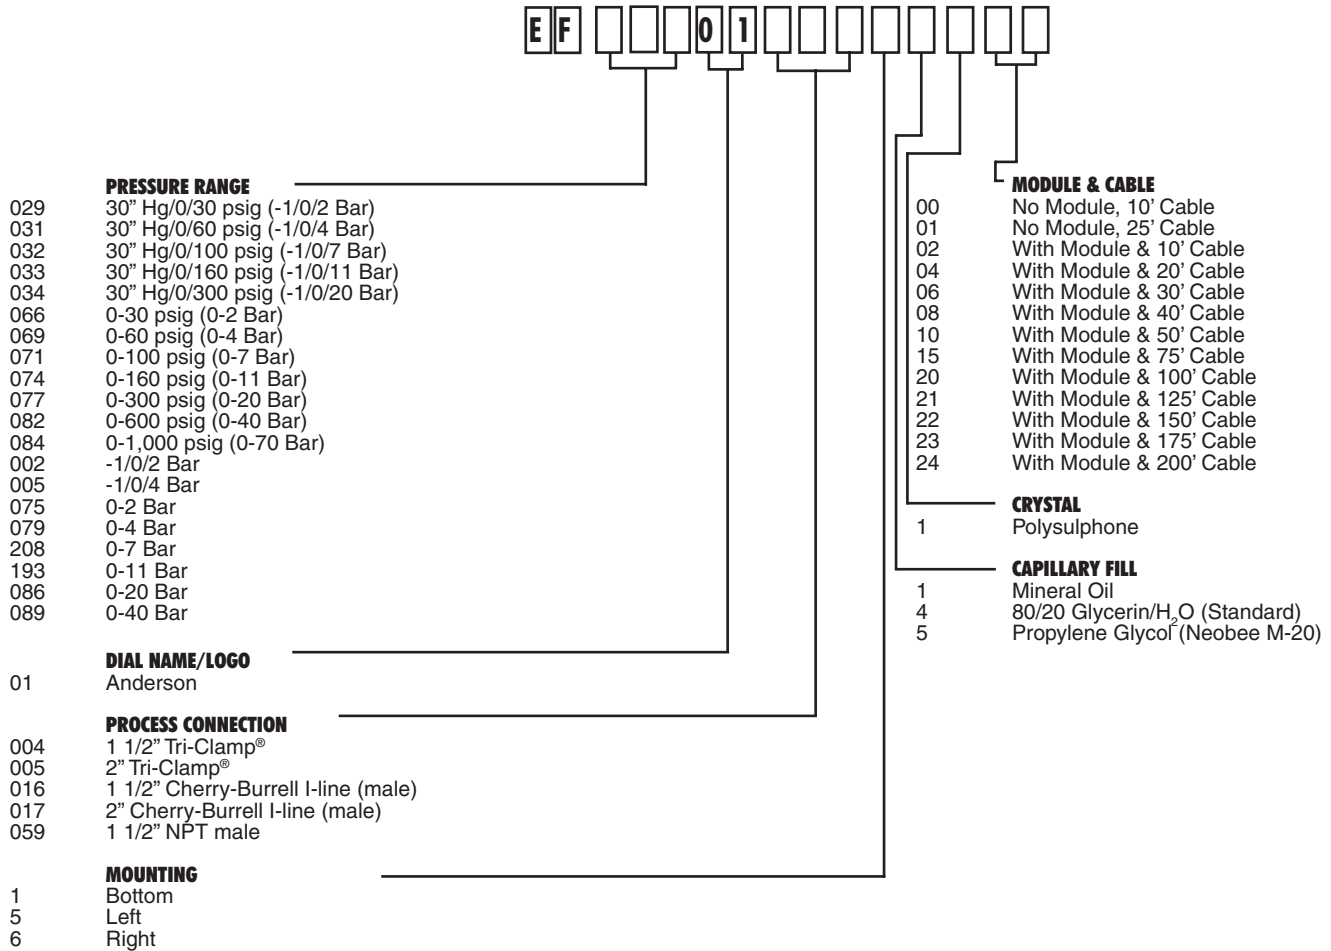 E F 0 1
PRESSURE RANGE
029 30” Hg/0/30 psig (-1/0/2 Bar)
031 30” Hg/0/60 psig (-1/0/4 Bar)
032 30” Hg/0/100 psig (-1/0/7 Bar)
033 30” Hg/0/160 psig (-1/0/11 Bar)
034 30” Hg/0/300 psig (-1/0/20 Bar)
066 0-30 psig (0-2 Bar)
069 0-60 psig (0-4 Bar)
071 0-100 psig (0-7 Bar)
074 0-160 psig (0-11 Bar)
077 0-300 psig (0-20 Bar)
082 0-600 psig (0-40 Bar)
084 0-1,000 psig (0-70 Bar)
002 -1/0/2 Bar
005 -1/0/4 Bar
075 0-2 Bar
079 0-4 Bar
208 0-7 Bar
193 0-11 Bar
086 0-20 Bar
089 0-40 Bar
DIAL NAME/LOGO
01 Anderson
PROCESS CONNECTION
004 1 1/2” Tri-Clamp®
005 2” Tri-Clamp®
016 1 1/2” Cherry-Burrell I-line (male)
017 2” Cherry-Burrell I-line (male)
059 1 1/2” NPT male
MOUNTING
1 Bottom
5 Left
6 Right
MODULE & CABLE
00 No Module, 10’ Cable
01 No Module, 25’ Cable
02 With Module & 10’ Cable
04 With Module & 20’ Cable
06 With Module & 30’ Cable
08 With Module & 40’ Cable
10 With Module & 50’ Cable
15 With Module & 75’ Cable
20 With Module & 100’ Cable
21 With Module & 125’ Cable
22 With Module & 150’ Cable
23 With Module & 175’ Cable
24 With Module & 200’ Cable
CRYSTAL
1 Polysulphone
CAPILLARY FILL
1 Mineral Oil
4 80/20 Glycerin/H₂O (Standard)
5 Propylene Glycol (Neobee M-20)